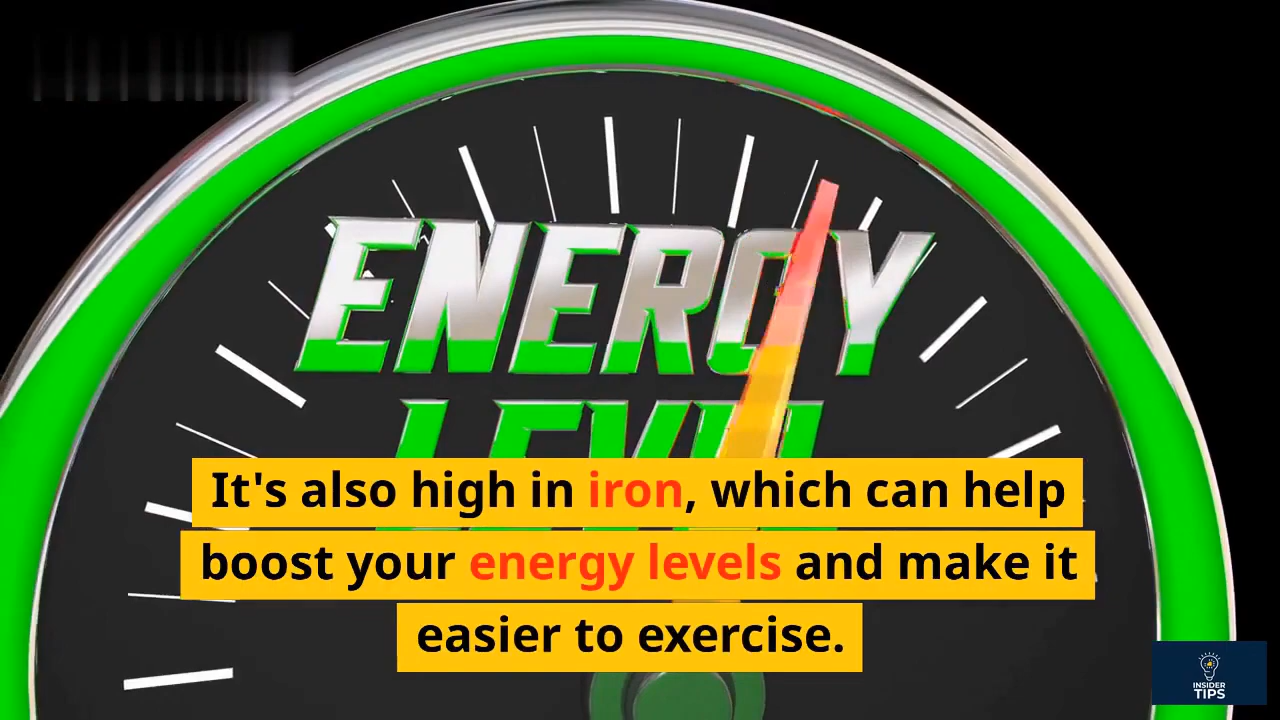 ENERGY
LEVEL
It's also high in iron, which can help
boost your energy levels and make it
easier to exercise.
INSIDER
TIPS